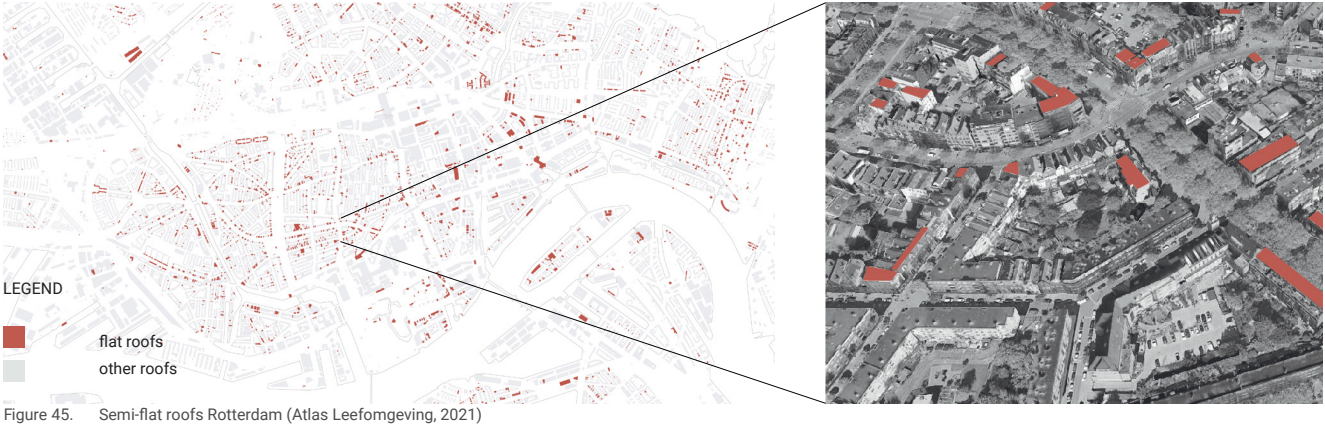 LEGEND
flat roofs
other roofs
Figure 45. Semi-flat roofs Rotterdam (Atlas Leefomgeving, 2021)